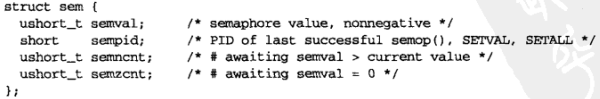 struct sem {
  ushort_t semval;     /* semaphore value, nonnegative */
  short    sempid;     /* PID of last successful semop(), SETVAL, SETALL */
  ushort_t semncnt;    /* # awaiting semval > current value */
  ushort_t semzcnt;    /* # awaiting semval = 0 */
};